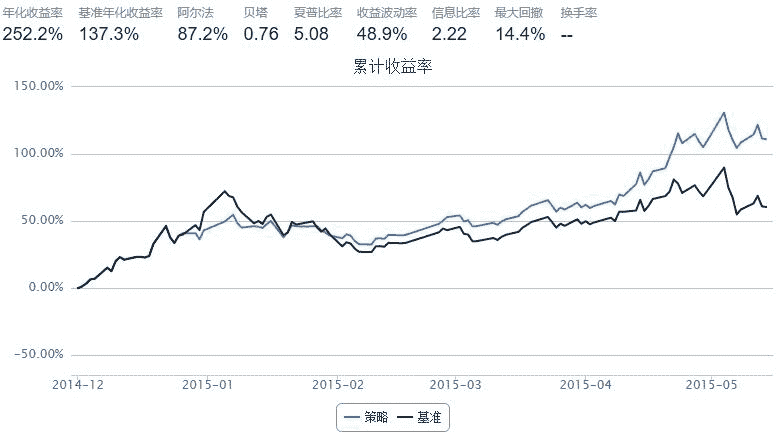 年化收益率 基准年化收益率 阿尔法 贝塔 夏普比率 收益波动率 信息比率 最大回撤 换手率
252.2% 137.3% 87.2% 0.76 5.08 48.9% 2.22 14.4% --
累计收益率
150.00%
100.00%
50.00%
0.00%
-50.00%
2014-12 2015-01 2015-02 2015-03 2015-04 2015-05
策略 基准